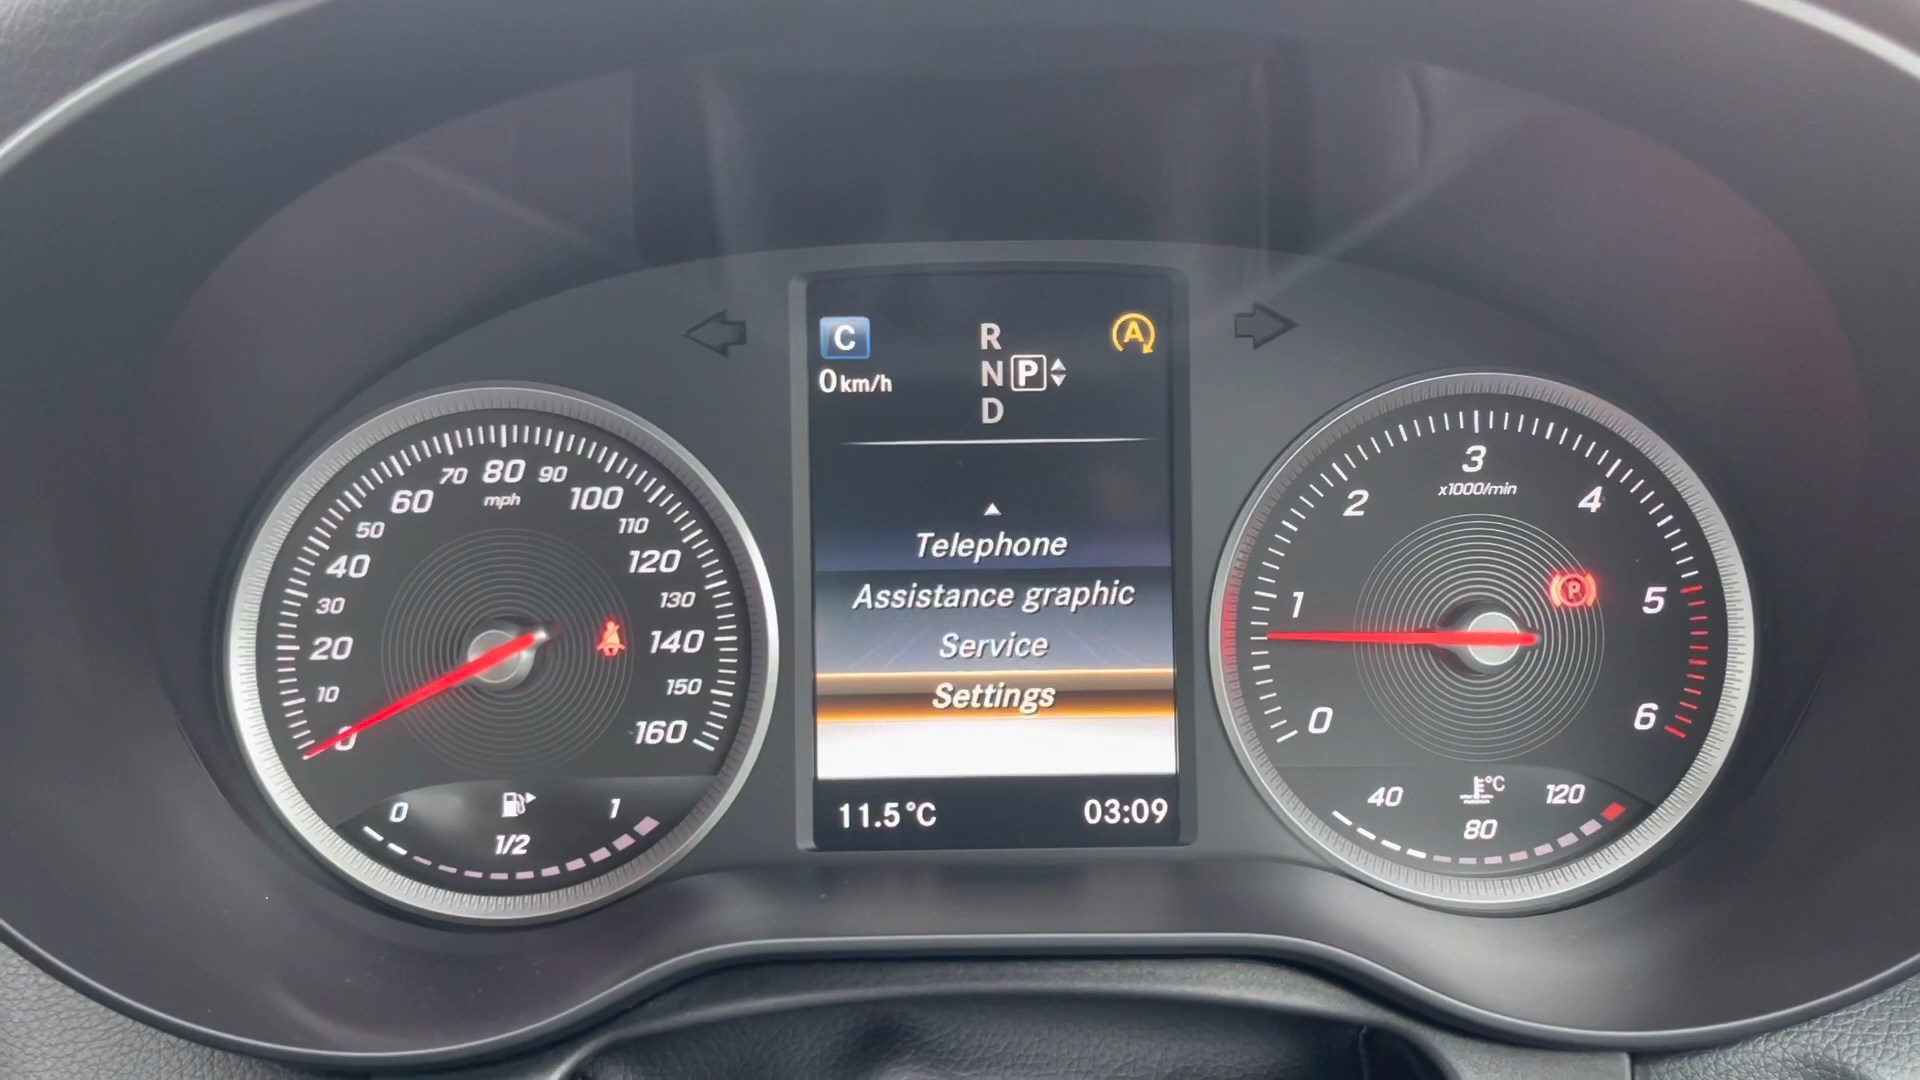 C
0 km/h
R
N P
D
A
Telephone
Assistance graphic
Service
Settings
11.5°C 03:09
0
10
20
30
40
50
60
70
80
90
100
110
120
130
140
150
160
mph
0 1/2 1
0
1
2
3
4
5
6
x1000/min
P
40 80 120
°C